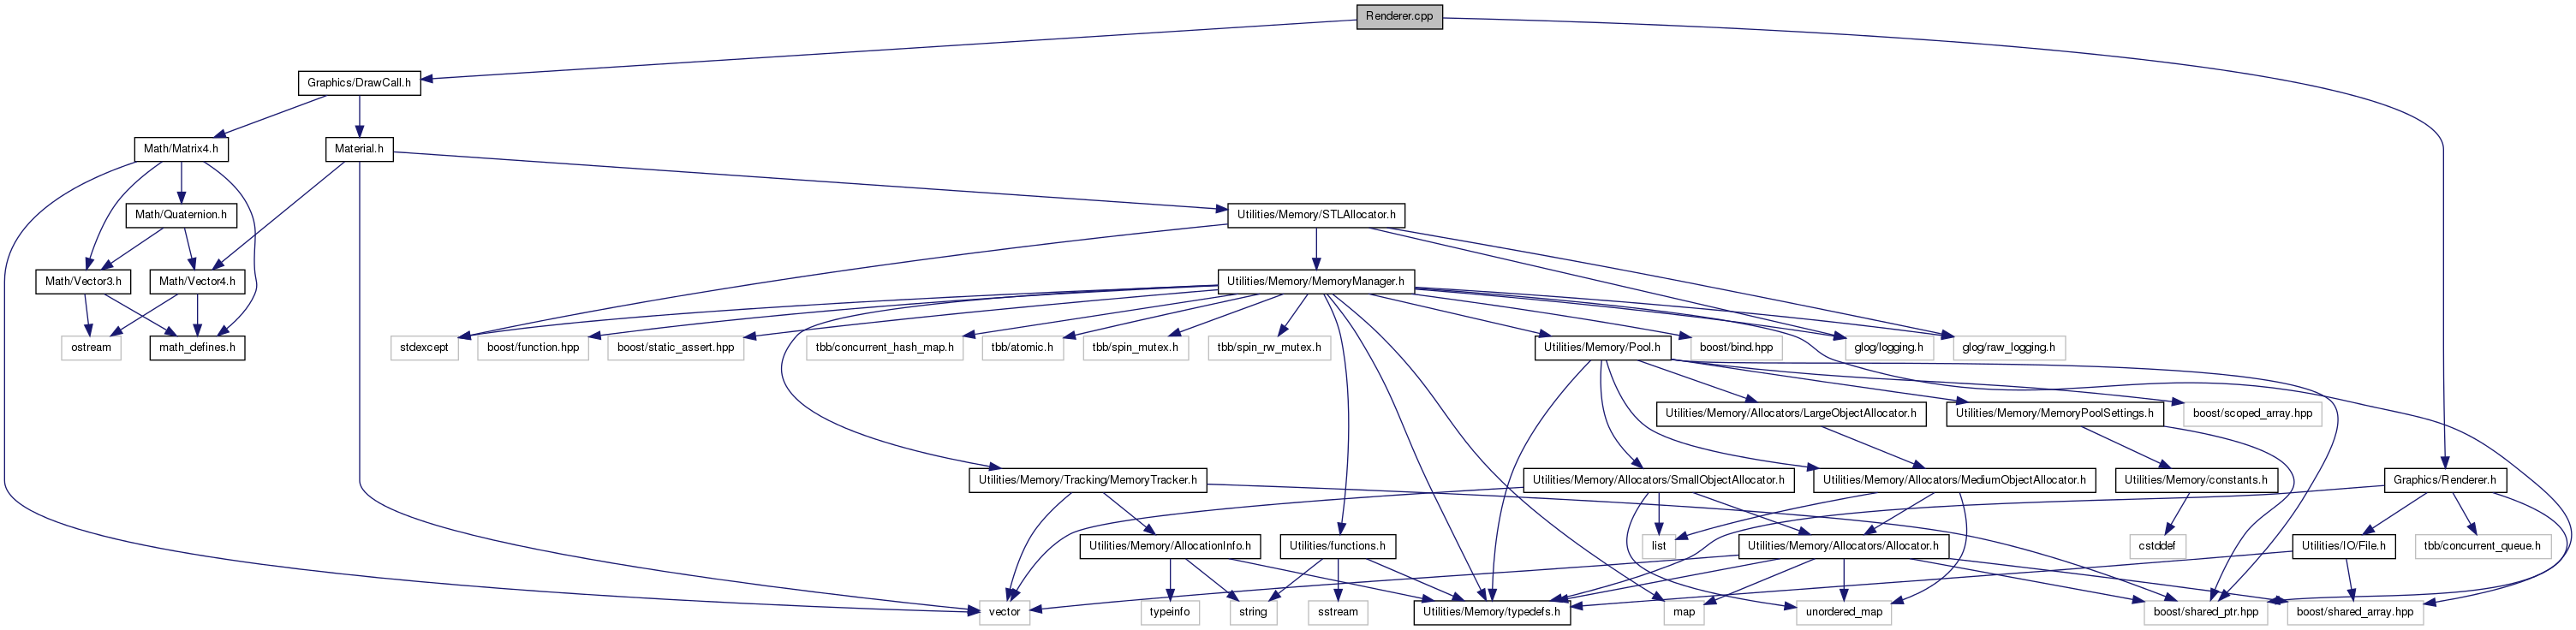 Renderer.cpp
Graphics/DrawCall.h
Math/Matrix4.h
Material.h
Math/Quaternion.h
Utilities/Memory/STLAllocator.h
Math/Vector3.h
Math/Vector4.h
Utilities/Memory/MemoryManager.h
ostream
math_defines.h
stdexcept
boost/function.hpp
boost/static_assert.hpp
tbb/concurrent_hash_map.h
tbb/atomic.h
tbb/spin_mutex.h
tbb/spin_rw_mutex.h
Utilities/Memory/Pool.h
boost/bind.hpp
glog/logging.h
glog/raw_logging.h
Utilities/Memory/Allocators/LargeObjectAllocator.h
Utilities/Memory/MemoryPoolSettings.h
boost/scoped_array.hpp
Utilities/Memory/Tracking/MemoryTracker.h
Utilities/Memory/Allocators/SmallObjectAllocator.h
Utilities/Memory/Allocators/MediumObjectAllocator.h
Utilities/Memory/constants.h
Graphics/Renderer.h
Utilities/Memory/AllocationInfo.h
Utilities/functions.h
list
Utilities/Memory/Allocators/Allocator.h
cstddef
Utilities/IO/File.h
tbb/concurrent_queue.h
vector
typeinfo
string
sstream
Utilities/Memory/typedefs.h
map
unordered_map
boost/shared_ptr.hpp
boost/shared_array.hpp